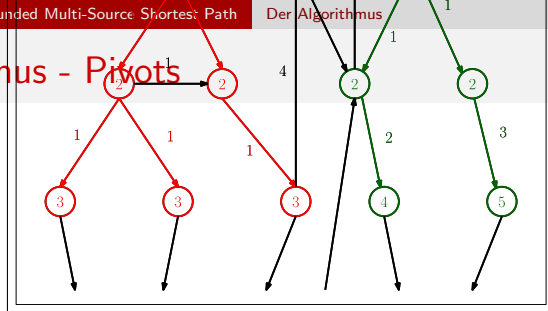 unded Multi-Source Shortest Path Der Algorithmus
1
1
mus - Pivots
1
4
2 2 2 2
1 1 1 2 3
3 3 3 4 5